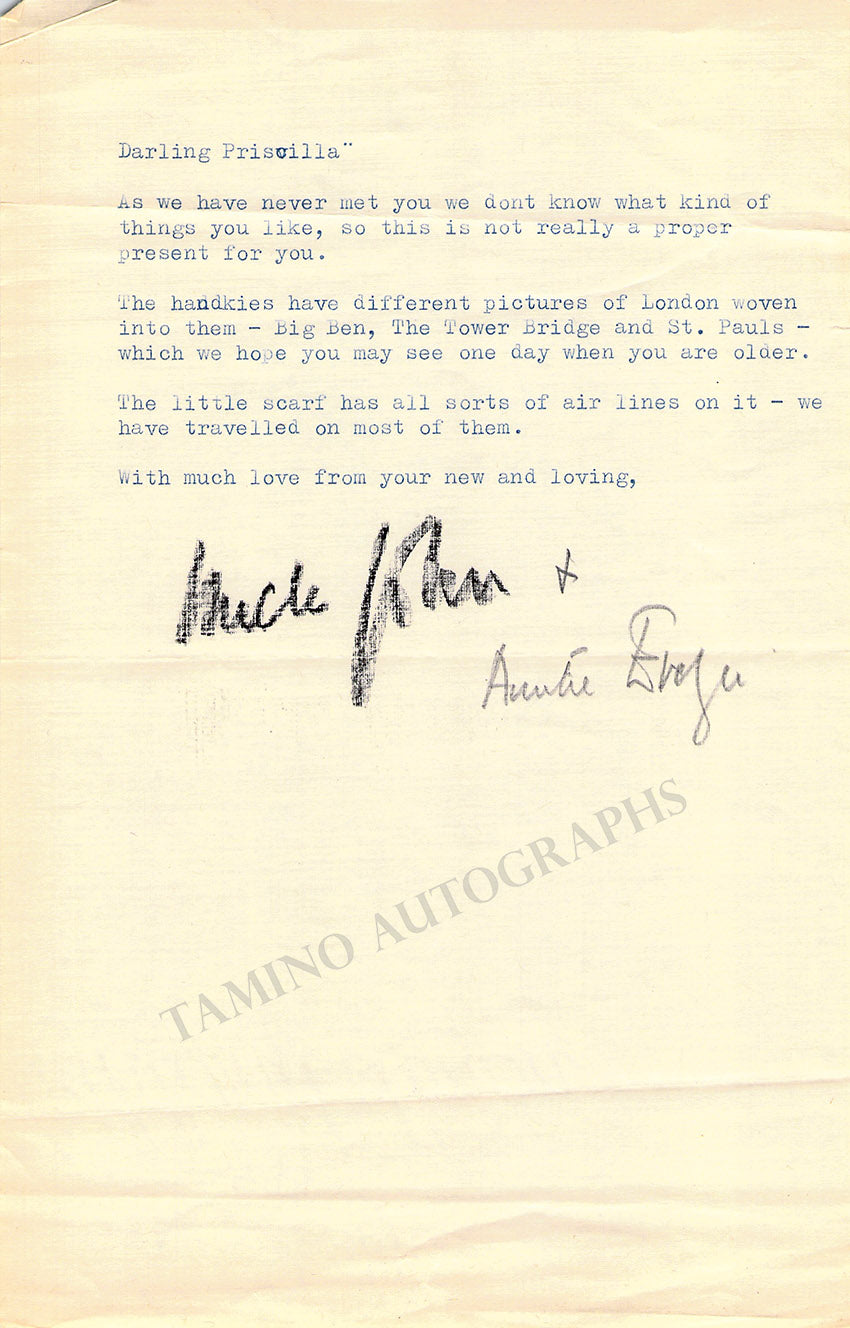 Darling Priscilla¨
As we have never met you we dont know what kind of
things you like, so this is not really a proper
present for you.
The handkies have different pictures of London woven
into them - Big Ben, The Tower Bridge and St. Pauls -
which we hope you may see one day when you are older.
The little scarf has all sorts of air lines on it - we
have travelled on most of them.
With much love from your new and loving,
Uncle John +
Auntie
TAMINO AUTOGRAPHS